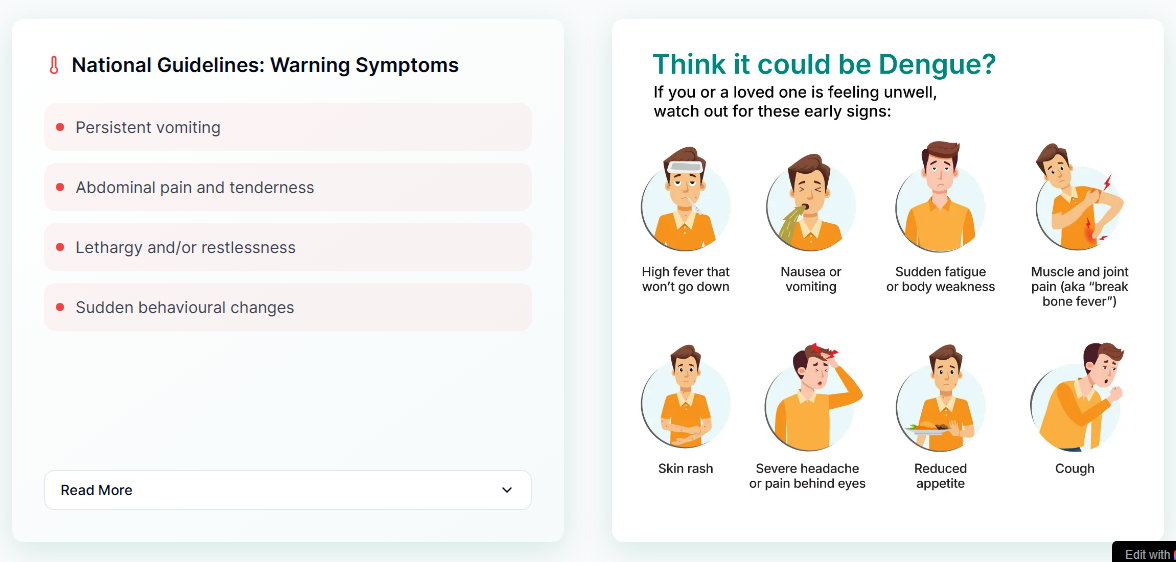 National Guidelines: Warning Symptoms
Persistent vomiting
Abdominal pain and tenderness
Lethargy and/or restlessness
Sudden behavioural changes
Read More
Think it could be Dengue?
If you or a loved one is feeling unwell,
watch out for these early signs:
High fever that
won't go down
Nausea or
vomiting
Sudden fatigue
or body weakness
Muscle and joint
pain (aka “break
bone fever”)
Skin rash
Severe headache
or pain behind eyes
Reduced
appetite
Cough
Edit with